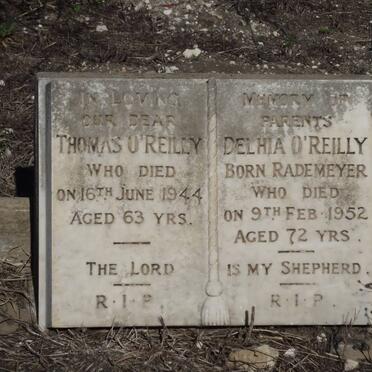 IN LOVING
OUR DEAR
THOMAS O'REILLY
WHO DIED
ON 16TH JUNE 1944
AGED 63 YRS.
THE LORD
R.I.P.
MEMORY OF
PARENTS
DELHIA O'REILLY
BORN RADEMEYER
WHO DIED
ON 9TH FEB. 1952
AGED 72 YRS.
IS MY SHEPHERD.
R.I.P.